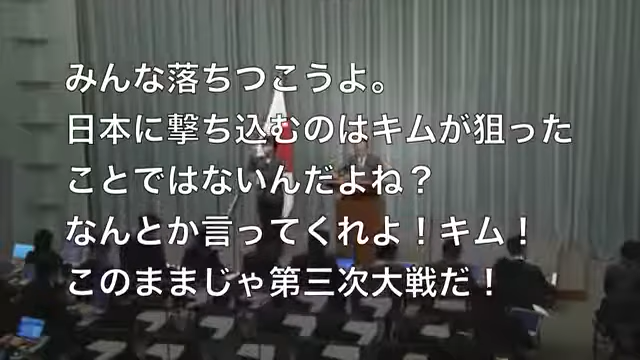 みんな落ちつこうよ。
日本に撃ち込むのはキムが狙った
ことではないんだよね？
なんとか言ってくれよ！キム！
このままじゃ第三次大戦だ！